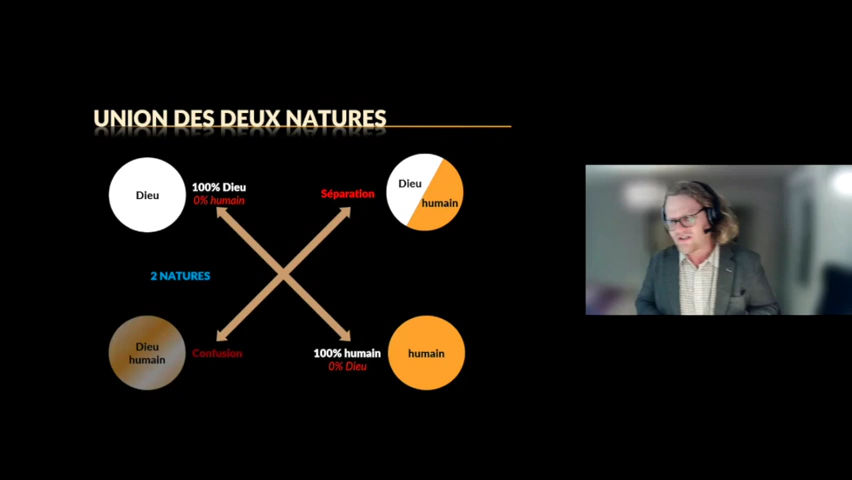 UNION DES DEUX NATURES
Dieu
100% Dieu
0% humain
Séparation
Dieu
humain
2 NATURES
Dieu
humain
Confusion
100% humain
0% Dieu
humain